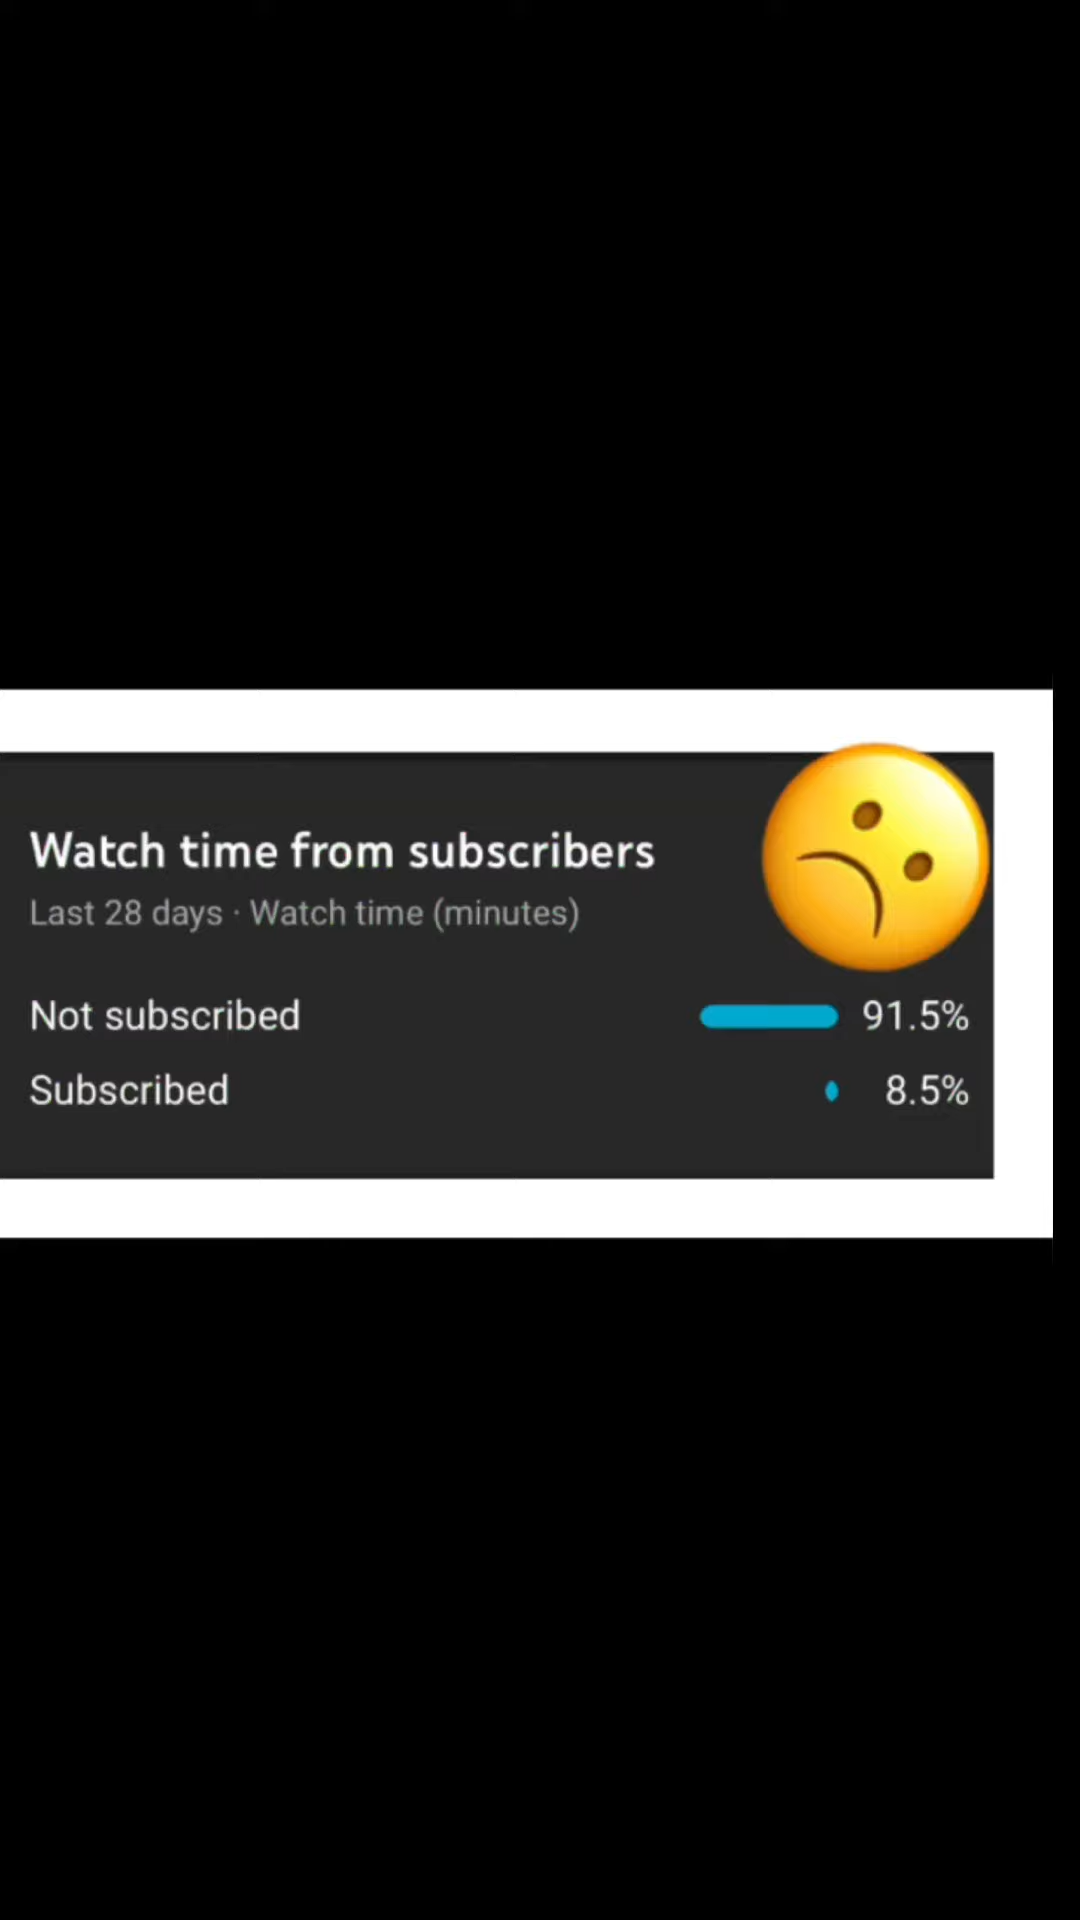 Watch time from subscribers
Last 28 days · Watch time (minutes)
Not subscribed 91.5%
Subscribed 8.5%